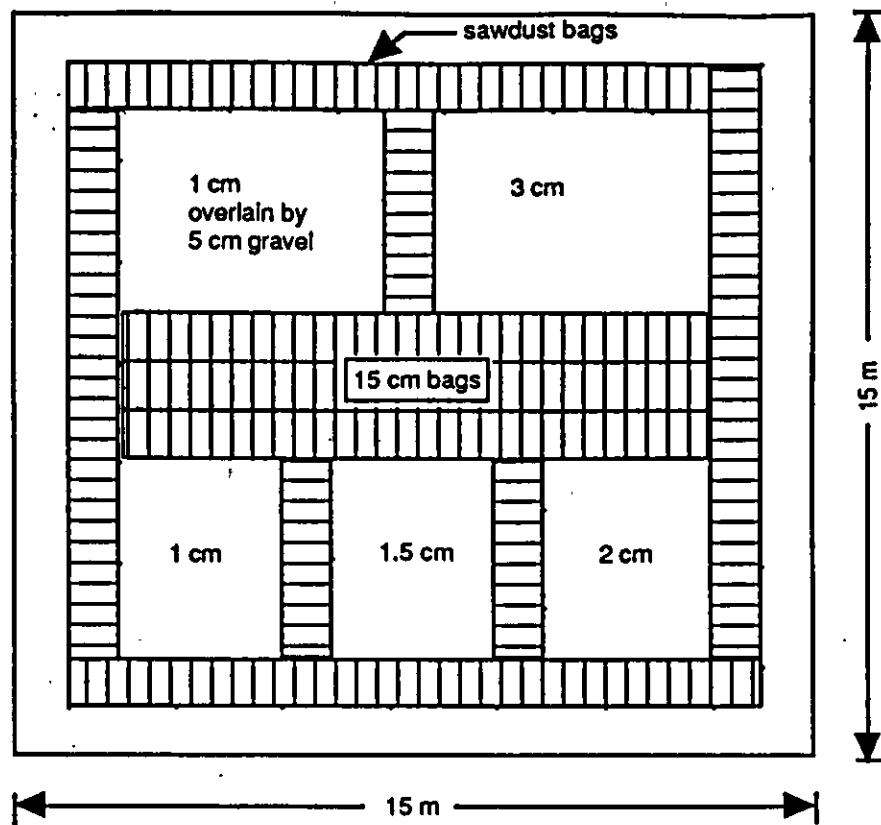 sawdust bags
1 cm
overlain by
5 cm gravel
3 cm
15 cm bags
15 m
1 cm
1.5 cm
2 cm
15 m